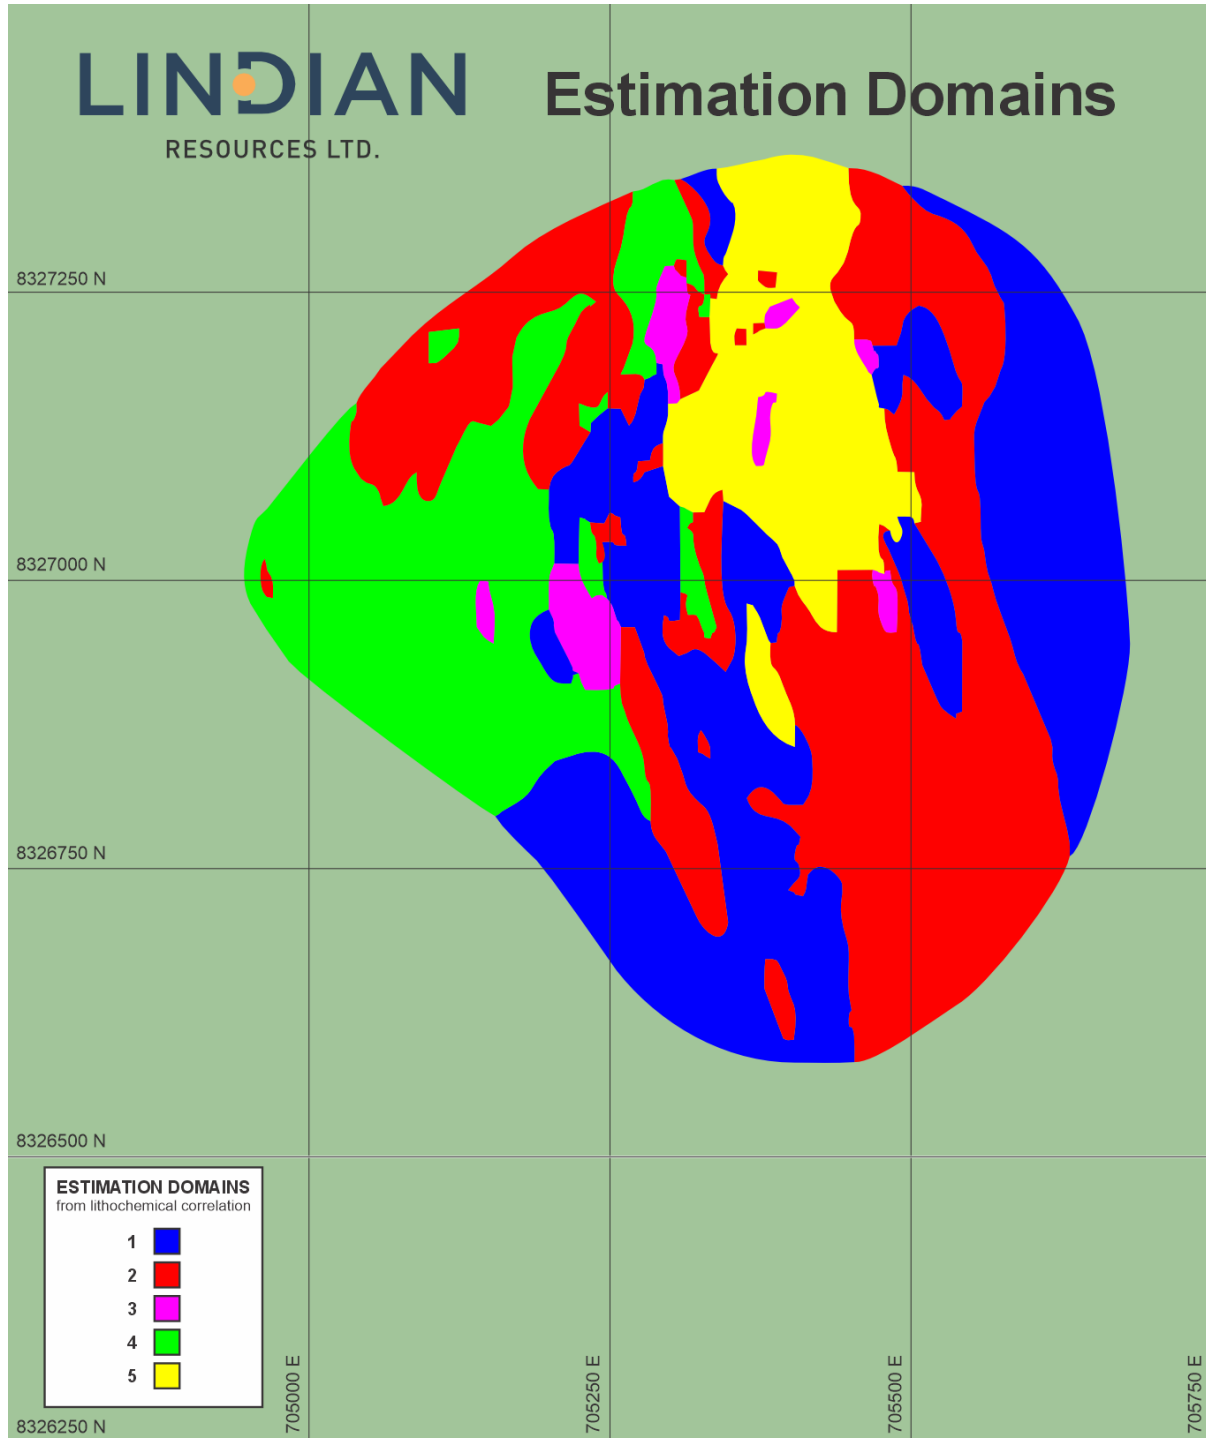 LINDIAN
RESOURCES LTD.
Estimation Domains
8327250 N
8327000 N
8326750 N
8326500 N
ESTIMATION DOMAINS
from lithochemical correlation
1
2
3
4
5
8326250 N
705000 E
705250 E
705500 E
705750 E